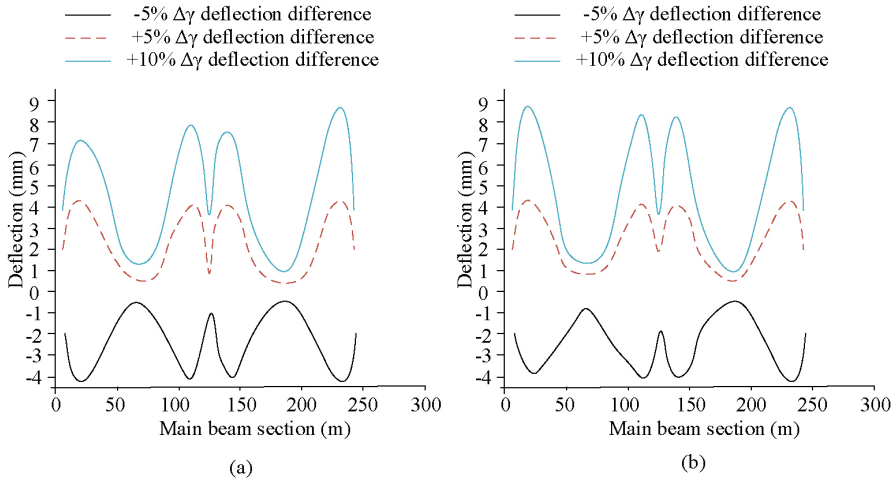 -5% Δγ deflection difference
+5% Δγ deflection difference
+10% Δγ deflection difference
Deflection (mm)
9
8
7
6
5
4
3
2
1
0
-1
-2
-3
-4
0 50 100 150 200 250 300
Main beam section (m)
(a)
-5% Δγ deflection difference
+5% Δγ deflection difference
+10% Δγ deflection difference
Deflection (mm)
9
8
7
6
5
4
3
2
1
0
-1
-2
-3
-4
0 50 100 150 200 250 300
Main beam section (m)
(b)